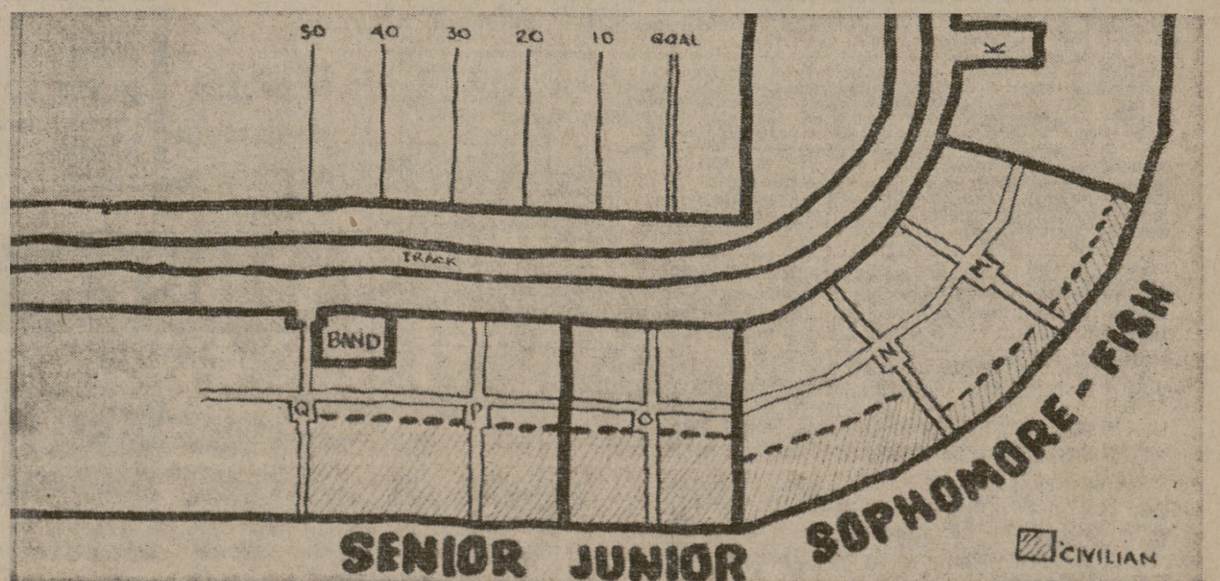 50 40 30 20 10 GOAL
K
TRACK
BAND
M
N
Q P O
SENIOR JUNIOR SOPHOMORE-FISH
CIVILIAN